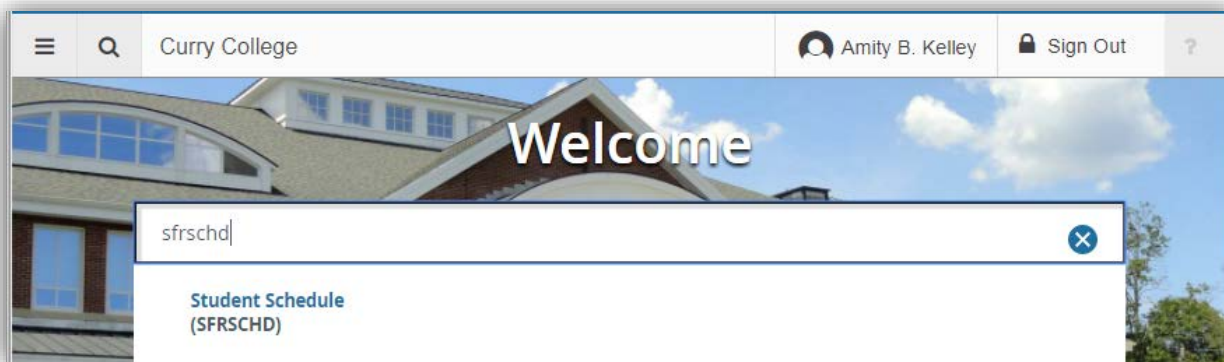 Curry College
Amity B. Kelley
Sign Out
?
Welcome
sfrschd
Student Schedule
(SFRSCHD)